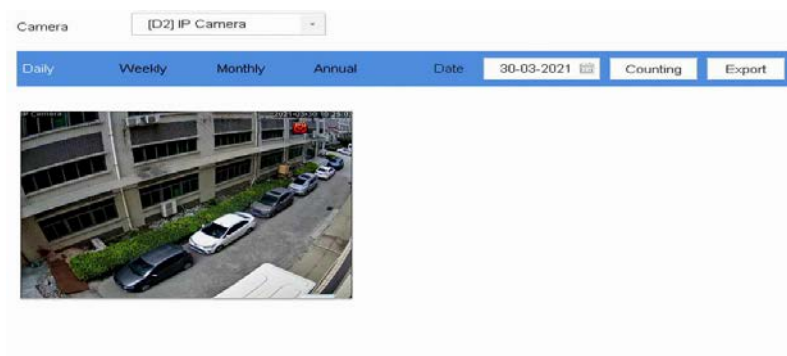 Camera [D2] IP Camera
Daily Weekly Monthly Annual Date 30-03-2021 Counting Export
IP Camera